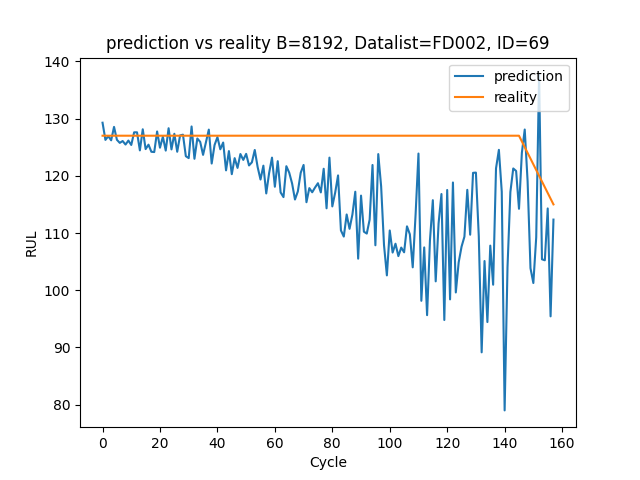 prediction vs reality B=8192, Datalist=FD002, ID=69
140
130
120
110
100
90
80
RUL
prediction
reality
0 20 40 60 80 100 120 140 160
Cycle